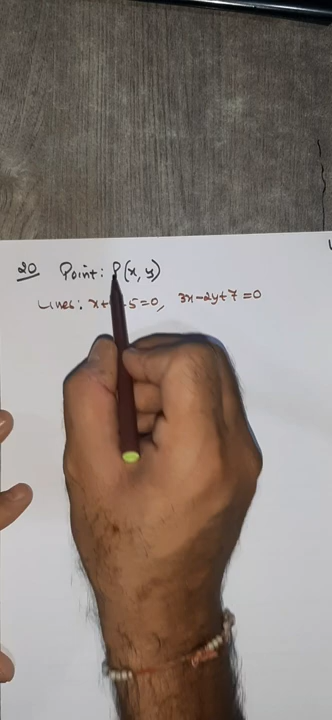 20 Point: P(x, y)
Lines: x+ -5=0, 3x-2y+7=0